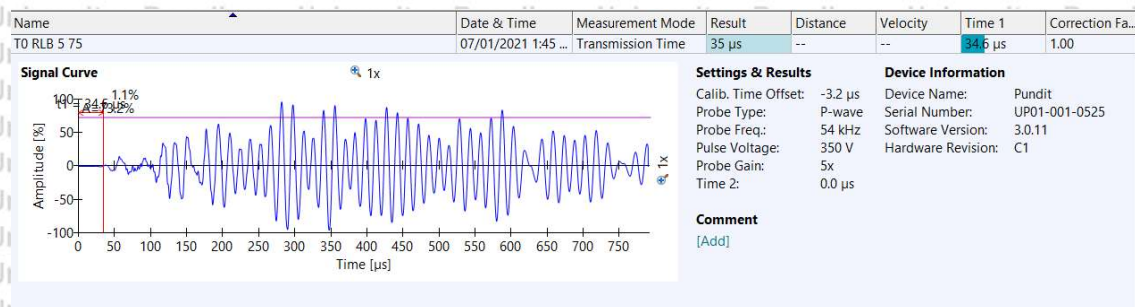 Name Date & Time Measurement Mode Result Distance Velocity Time 1 Correction Fa...
T0 RLB 5 75 07/01/2021 1:45 ... Transmission Time 35 µs -- -- 34.6 µs 1.00
Signal Curve 1x
1.1%
100
50
0
-50
-100
Amplitude [%]
0 50 100 150 200 250 300 350 400 450 500 550 600 650 700 750
Time [µs]
1x
Settings & Results
Calib. Time Offset: -3.2 µs
Probe Type: P-wave
Probe Freq.: 54 kHz
Pulse Voltage: 350 V
Probe Gain: 5x
Time 2: 0.0 µs
Comment
[Add]
Device Information
Device Name: Pundit
Serial Number: UP01-001-0525
Software Version: 3.0.11
Hardware Revision: C1